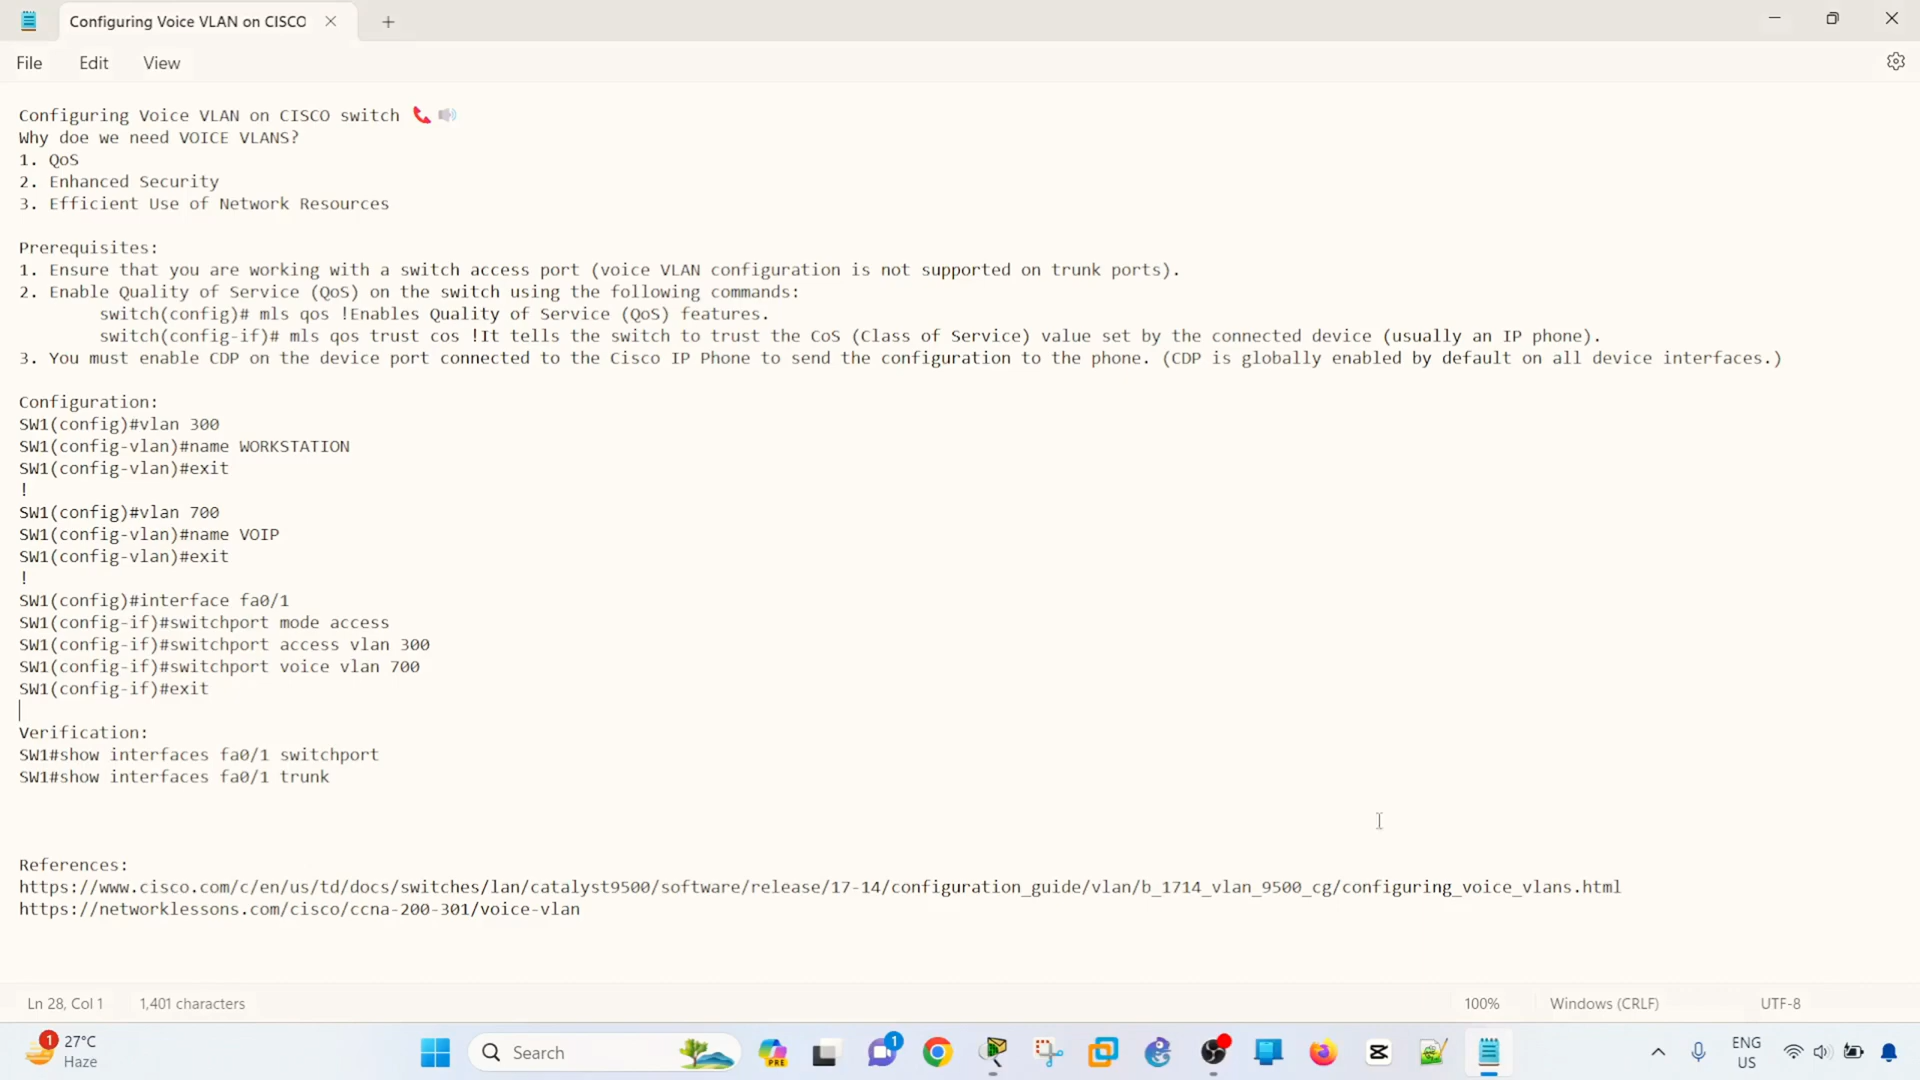 Configuring Voice VLAN on CISCO
File Edit View
Configuring Voice VLAN on CISCO switch 📞 🔊
Why doe we need VOICE VLANS?
1. QoS
2. Enhanced Security
3. Efficient Use of Network Resources
Prerequisites:
1. Ensure that you are working with a switch access port (voice VLAN configuration is not supported on trunk ports).
2. Enable Quality of Service (QoS) on the switch using the following commands:
switch(config)# mls qos !Enables Quality of Service (QoS) features.
switch(config-if)# mls qos trust cos !It tells the switch to trust the CoS (Class of Service) value set by the connected device (usually an IP phone).
3. You must enable CDP on the device port connected to the Cisco IP Phone to send the configuration to the phone. (CDP is globally enabled by default on all device interfaces.)
Configuration:
SW1(config)#vlan 300
SW1(config-vlan)#name WORKSTATION
SW1(config-vlan)#exit
!
SW1(config)#vlan 700
SW1(config-vlan)#name VOIP
SW1(config-vlan)#exit
!
SW1(config)#interface fa0/1
SW1(config-if)#switchport mode access
SW1(config-if)#switchport access vlan 300
SW1(config-if)#switchport voice vlan 700
SW1(config-if)#exit
Verification:
SW1#show interfaces fa0/1 switchport
SW1#show interfaces fa0/1 trunk
References:
https://www.cisco.com/c/en/us/td/docs/switches/lan/catalyst9500/software/release/17-14/configuration_guide/vlan/b_1714_vlan_9500_cg/configuring_voice_vlans.html
https://networklessons.com/cisco/ccna-200-301/voice-vlan
Ln 28, Col 1 1,401 characters 100% Windows (CRLF) UTF-8
1 27°C
Haze
Search
PRE
1
ENG
US